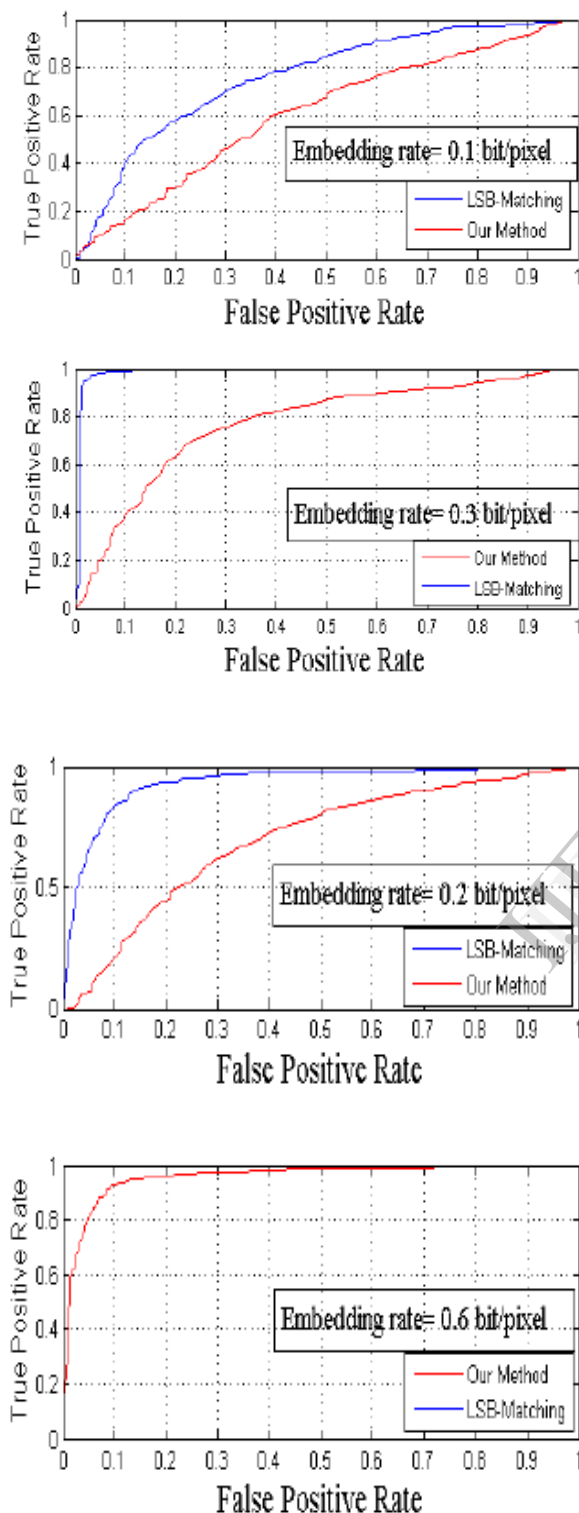 1
0.8
0.6
0.4
0.2
0
True Positive Rate
Embedding rate= 0.1 bit/pixel
LSB-Matching
Our Method
0 0.1 0.2 0.3 0.4 0.5 0.6 0.7 0.8 0.9 1
False Positive Rate
1
0.8
0.6
0.4
0.2
0
True Positive Rate
Embedding rate= 0.3 bit/pixel
Our Method
LSB-Matching
0 0.1 0.2 0.3 0.4 0.5 0.6 0.7 0.8 0.9 1
False Positive Rate
1
0.5
0
True Positive Rate
Embedding rate= 0.2 bit/pixel
LSB-Matching
Our Method
0 0.1 0.2 0.3 0.4 0.5 0.6 0.7 0.8 0.9 1
False Positive Rate
1
0.8
0.6
0.4
0.2
0
True Positive Rate
Embedding rate= 0.6 bit/pixel
Our Method
LSB-Matching
0 0.1 0.2 0.3 0.4 0.5 0.6 0.7 0.8 0.9 1
False Positive Rate